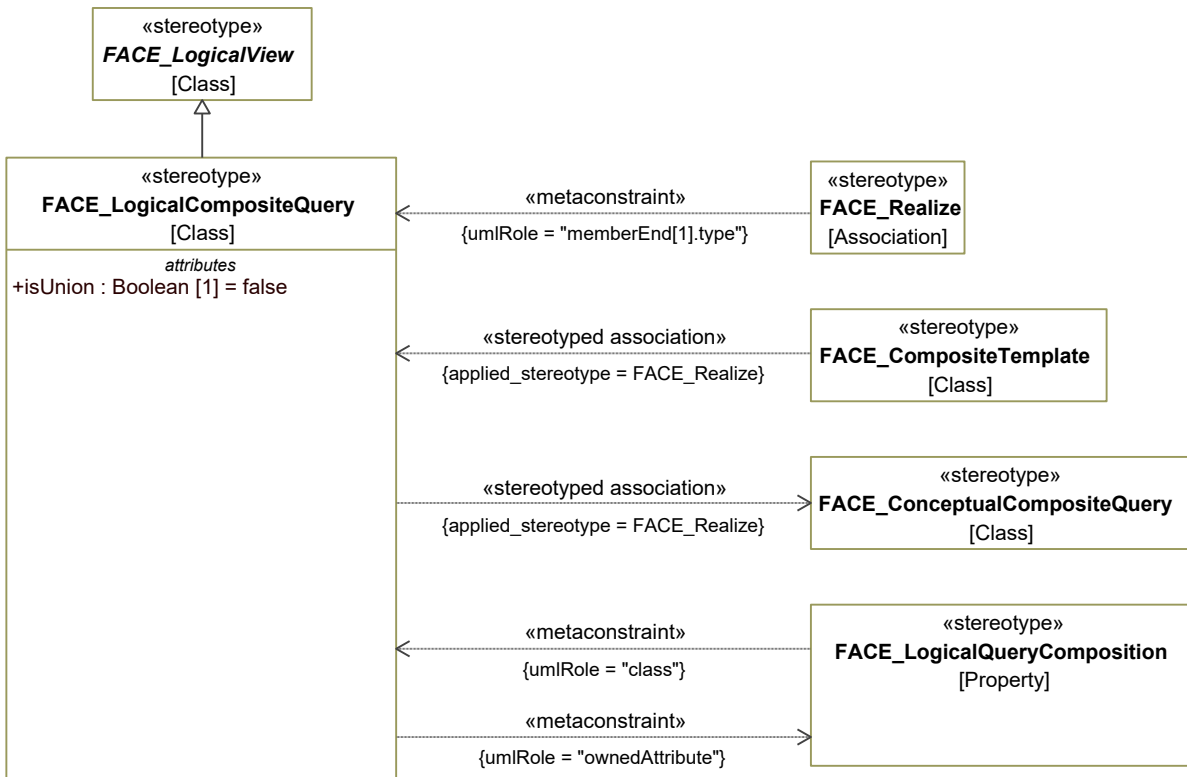 «stereotype»
FACE_LogicalView
[Class]
«stereotype»
FACE_LogicalCompositeQuery
[Class]
attributes
+isUnion : Boolean [1] = false
«metaconstraint»
{umlRole = "memberEnd[1].type"}
«stereotype»
FACE_Realize
[Association]
«stereotyped association»
{applied_stereotype = FACE_Realize}
«stereotype»
FACE_CompositeTemplate
[Class]
«stereotyped association»
{applied_stereotype = FACE_Realize}
«stereotype»
FACE_ConceptualCompositeQuery
[Class]
«metaconstraint»
{umlRole = "class"}
«stereotype»
FACE_LogicalQueryComposition
[Property]
«metaconstraint»
{umlRole = "ownedAttribute"}